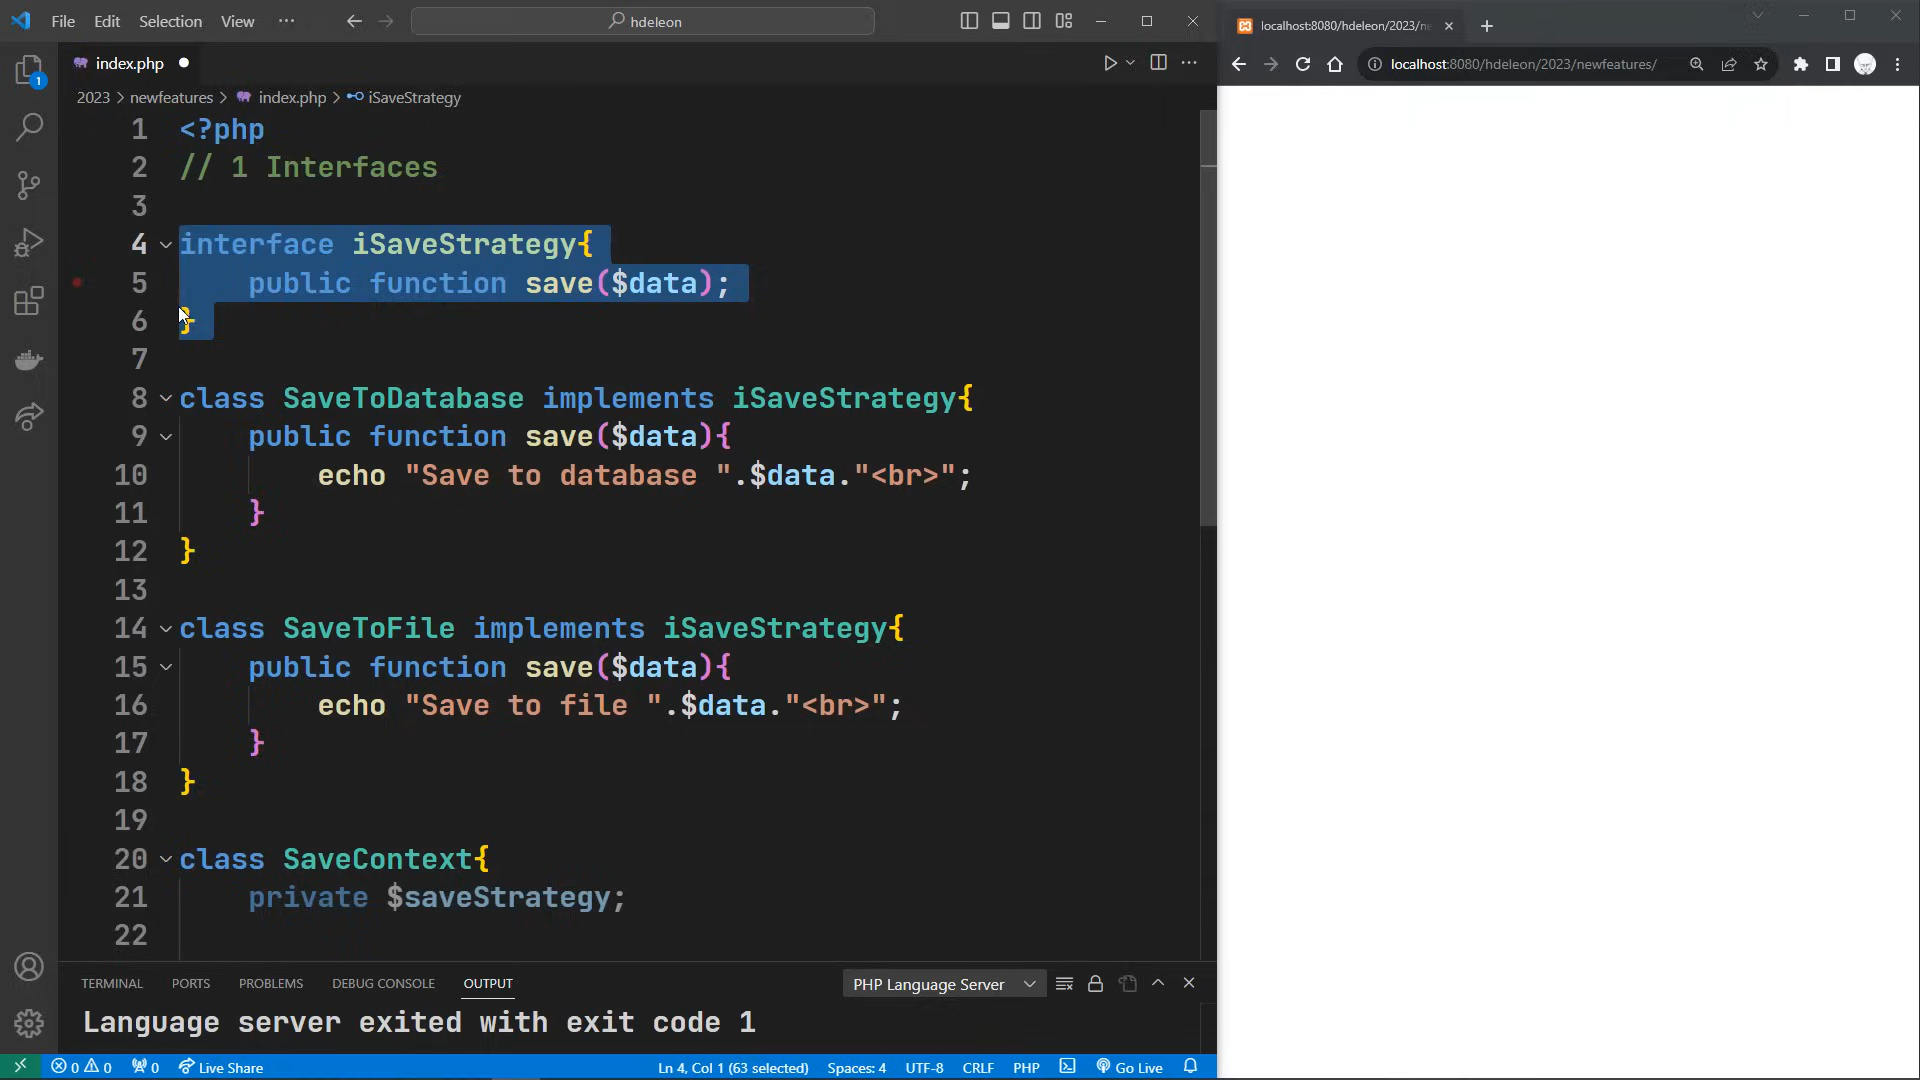 File Edit Selection View ··· hdeleon
localhost:8080/hdeleon/2023/ne
index.php
localhost:8080/hdeleon/2023/newfeatures/
2023 > newfeatures > index.php > iSaveStrategy
1 <?php
2 // 1 Interfaces
3
4 interface iSaveStrategy{
5 public function save($data);
6 }
7
8 class SaveToDatabase implements iSaveStrategy{
9 public function save($data){
10 echo "Save to database ".$data."<br>";
11 }
12 }
13
14 class SaveToFile implements iSaveStrategy{
15 public function save($data){
16 echo "Save to file ".$data."<br>";
17 }
18 }
19
20 class SaveContext{
21 private $saveStrategy;
22
TERMINAL PORTS PROBLEMS DEBUG CONSOLE OUTPUT PHP Language Server
Language server exited with exit code 1
0 0 0 Live Share Ln 4, Col 1 (63 selected) Spaces: 4 UTF-8 CRLF PHP Go Live
1